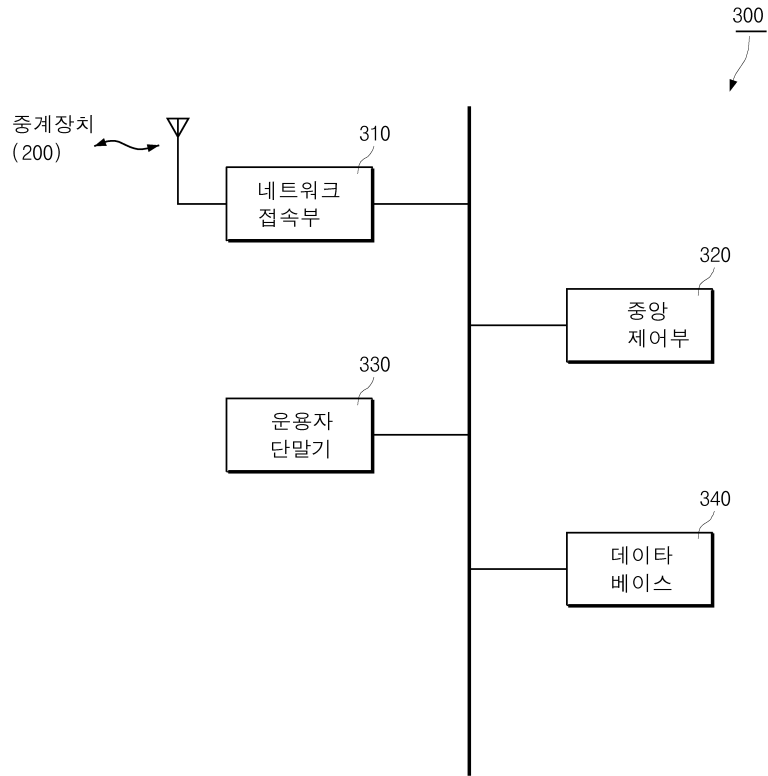 300
중계장치
(200)
310
네트워크
접속부
320
중앙
제어부
330
운용자
단말기
340
데이타
베이스